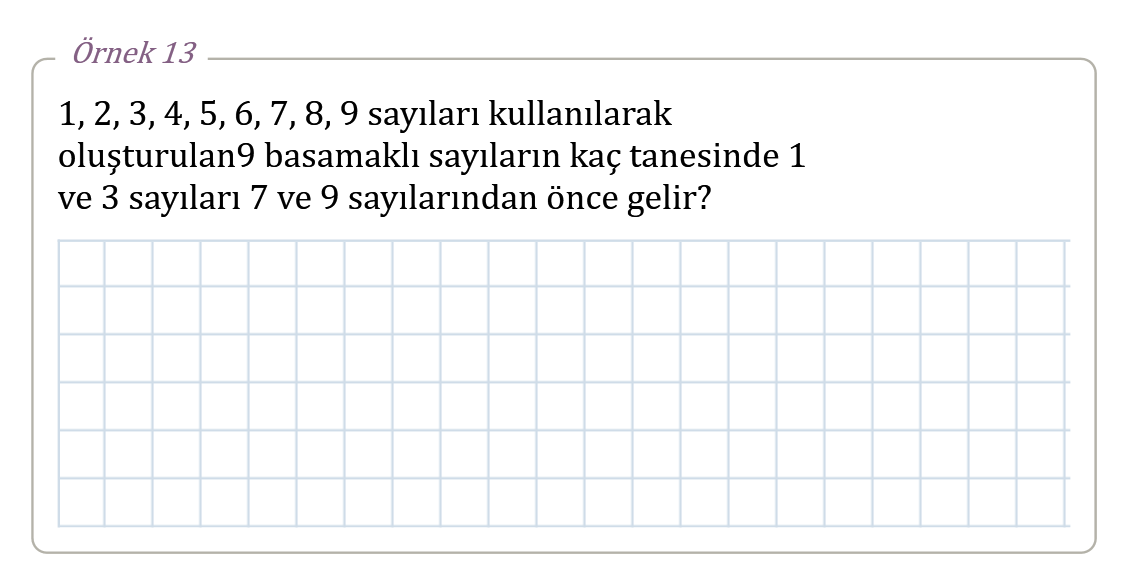 Örnek 13
1, 2, 3, 4, 5, 6, 7, 8, 9 sayıları kullanılarak
oluşturulan9 basamaklı sayıların kaç tanesinde 1
ve 3 sayıları 7 ve 9 sayılarından önce gelir?